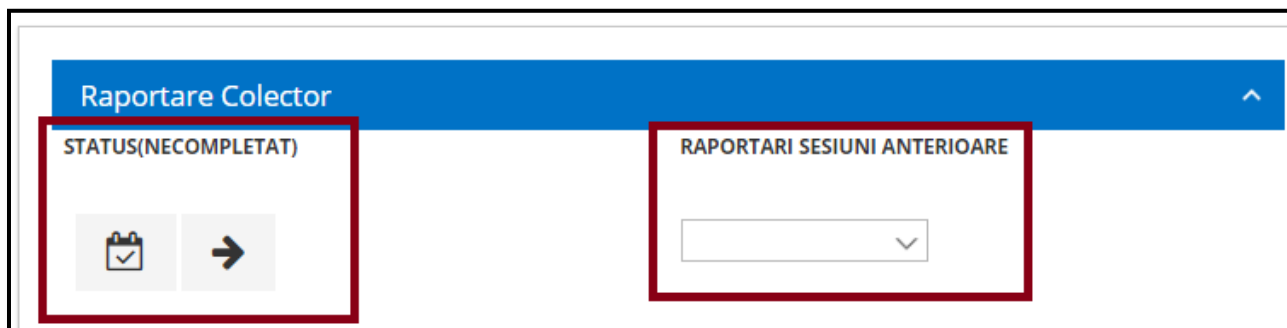 Raportare Colector
STATUS(NECOMPLETAT)
RAPORTARI SESIUNI ANTERIOARE